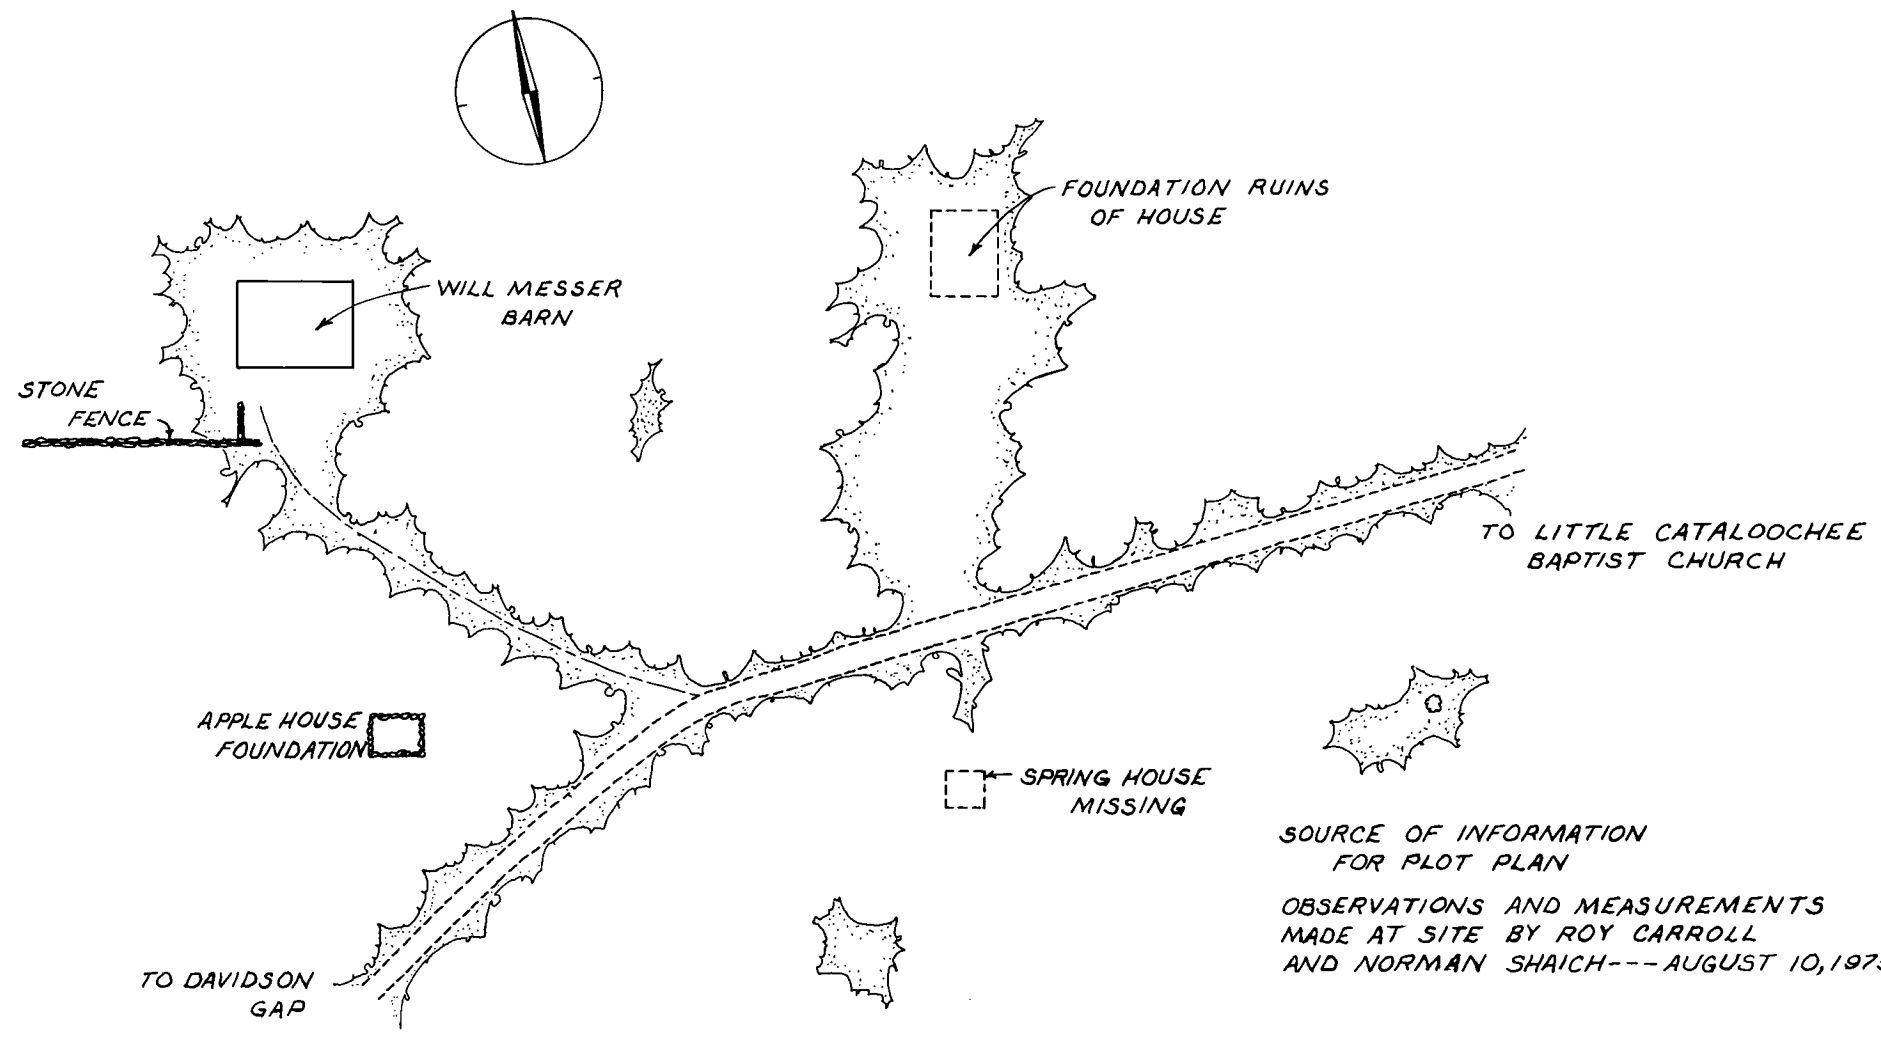 FOUNDATION RUINS
OF HOUSE
WILL MESSER
BARN
STONE
FENCE
TO LITTLE CATALOOCHEE
BAPTIST CHURCH
APPLE HOUSE
FOUNDATION
SPRING HOUSE
MISSING
SOURCE OF INFORMATION
FOR PLOT PLAN
OBSERVATIONS AND MEASUREMENTS
MADE AT SITE BY ROY CARROLL
AND NORMAN SHAICH---AUGUST 10,
TO DAVIDSON
GAP